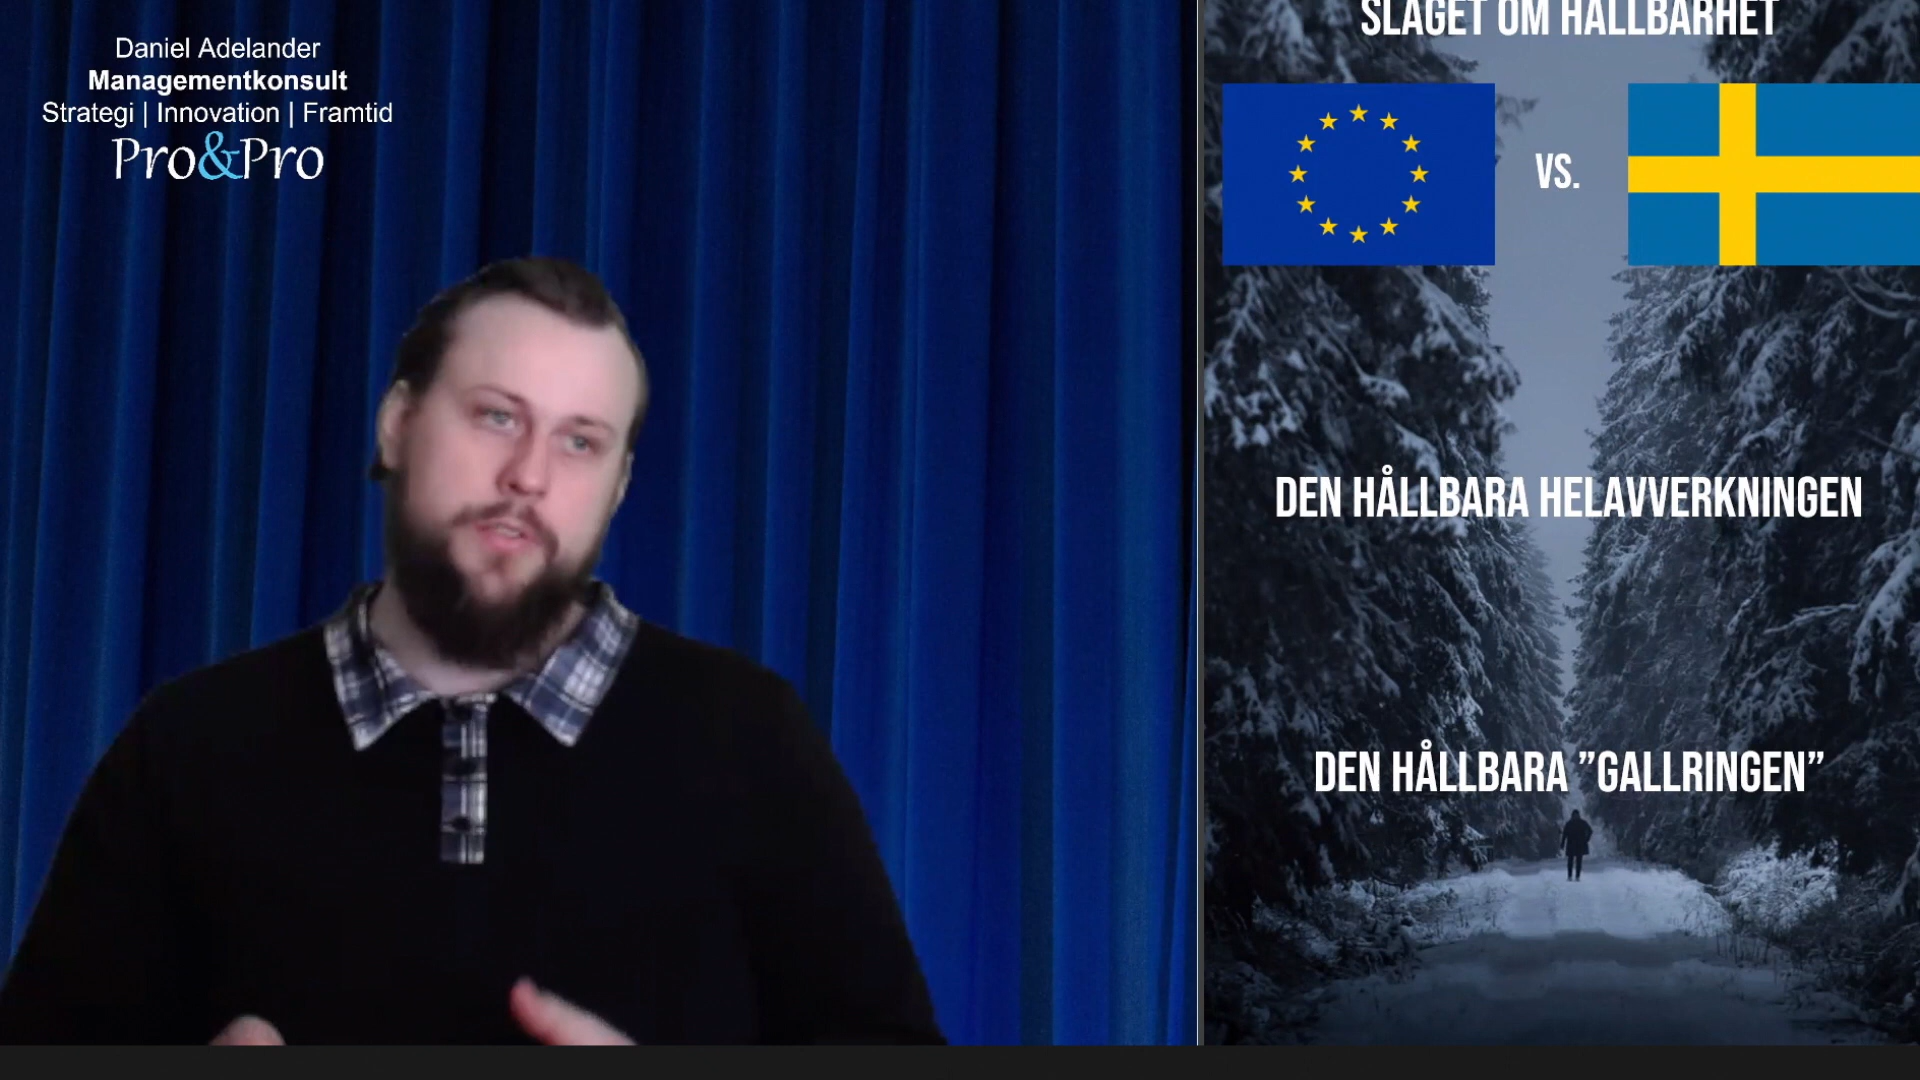 Daniel Adelander
Managementkonsult
Strategi | Innovation | Framtid
Pro&Pro
SLAGET OM HÅLLBARHET
VS.
DEN HÅLLBARA HELAVVERKNINGEN
DEN HÅLLBARA ”GALLRINGEN”